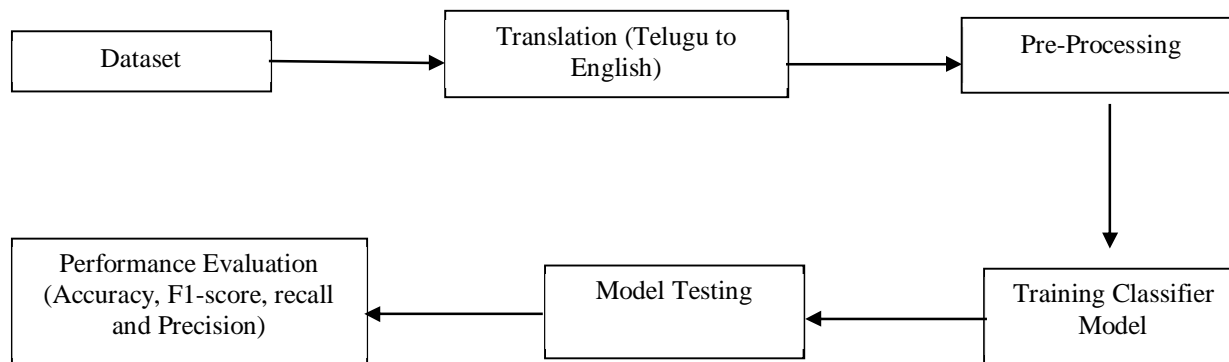 Dataset
Translation (Telugu to
English)
Pre-Processing
Training Classifier
Model
Model Testing
Performance Evaluation
(Accuracy, F1-score, recall
and Precision)